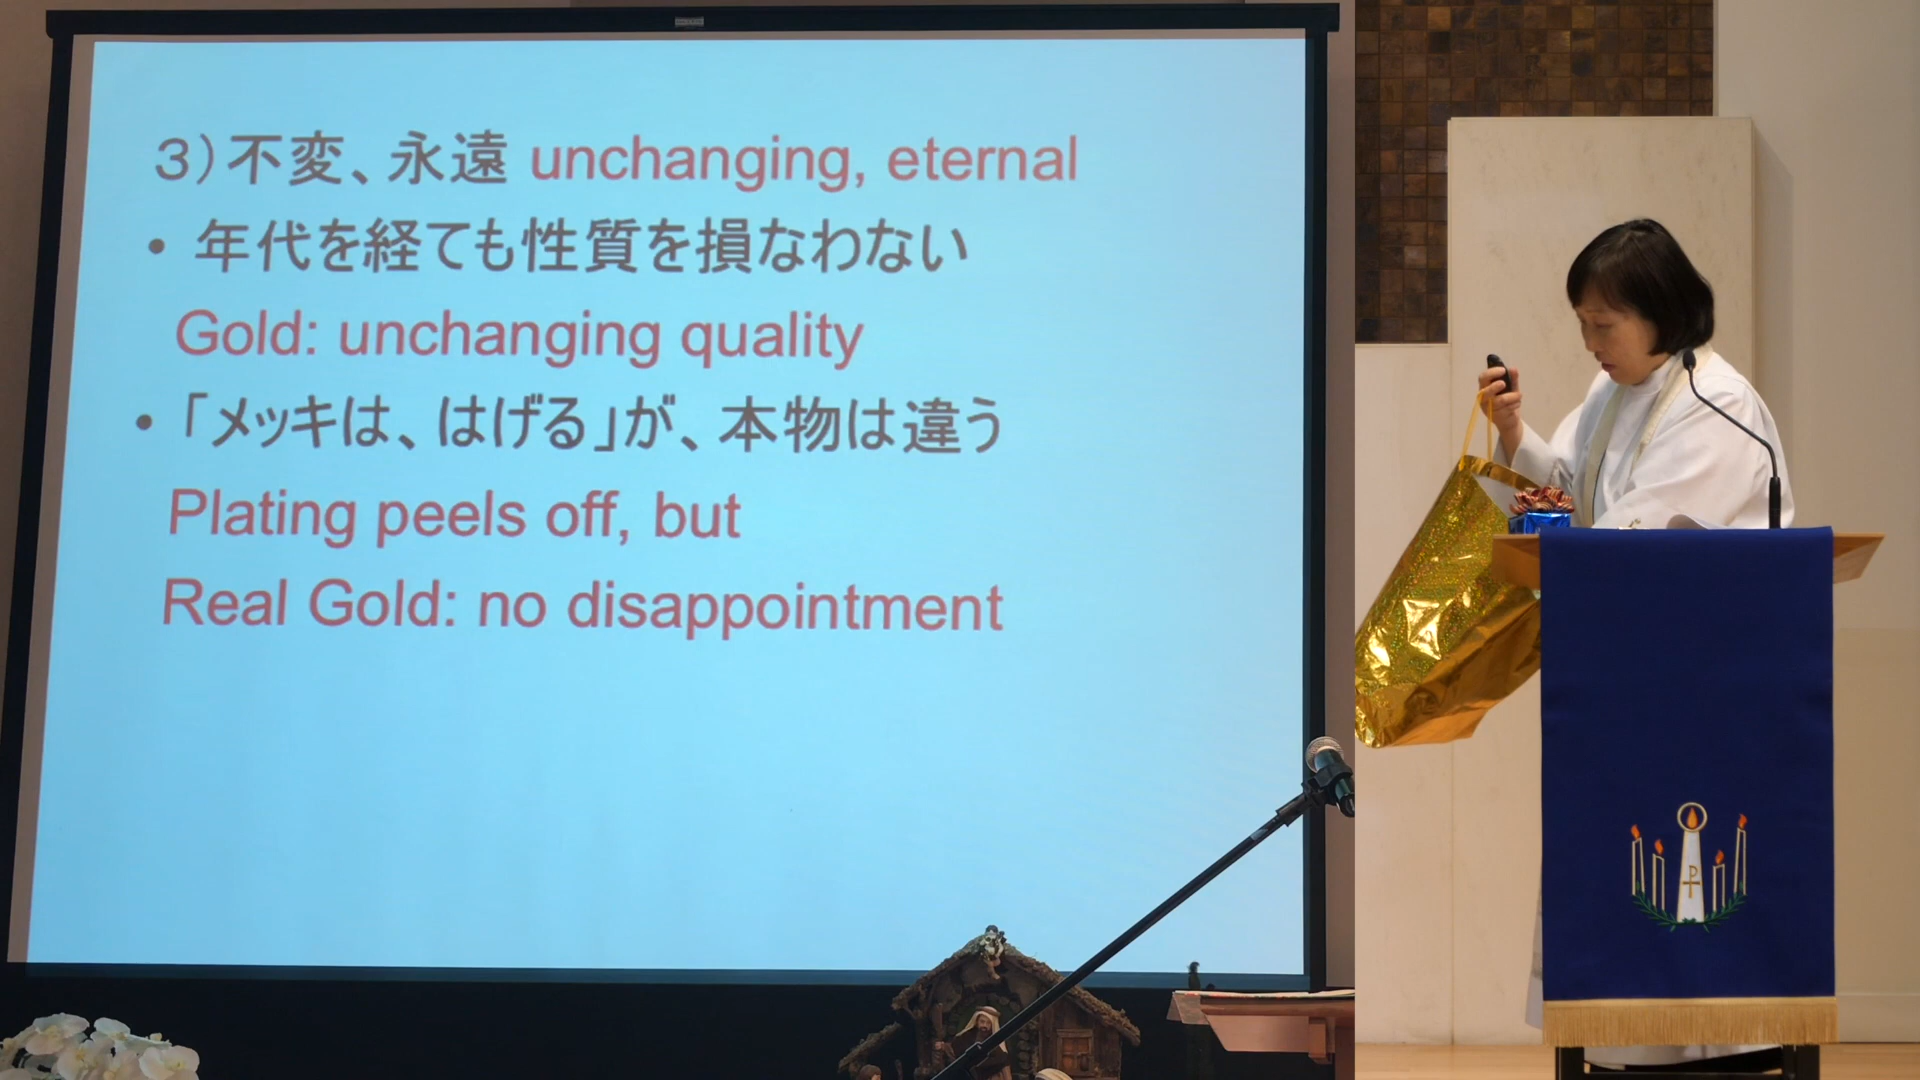 3）不変、永遠 unchanging, eternal
• 年代を経ても性質を損なわない
Gold: unchanging quality
• 「メッキは、はげる」が、本物は違う
Plating peels off, but
Real Gold: no disappointment